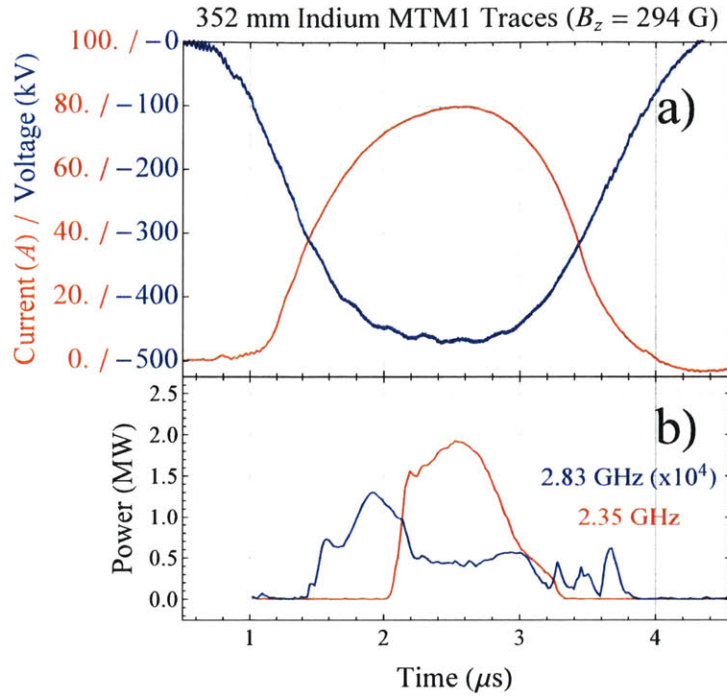 352 mm Indium MTM1 Traces (B_z = 294 G)
Current (A) / Voltage (kV)
100. / −0
80. / −100
60. / −200
40. / −300
20. / −400
0. / −500
a)
Power (MW)
2.5
2.0
1.5
1.0
0.5
0.0
b)
2.83 GHz (x10⁴)
2.35 GHz
1 2 3 4
Time (μs)